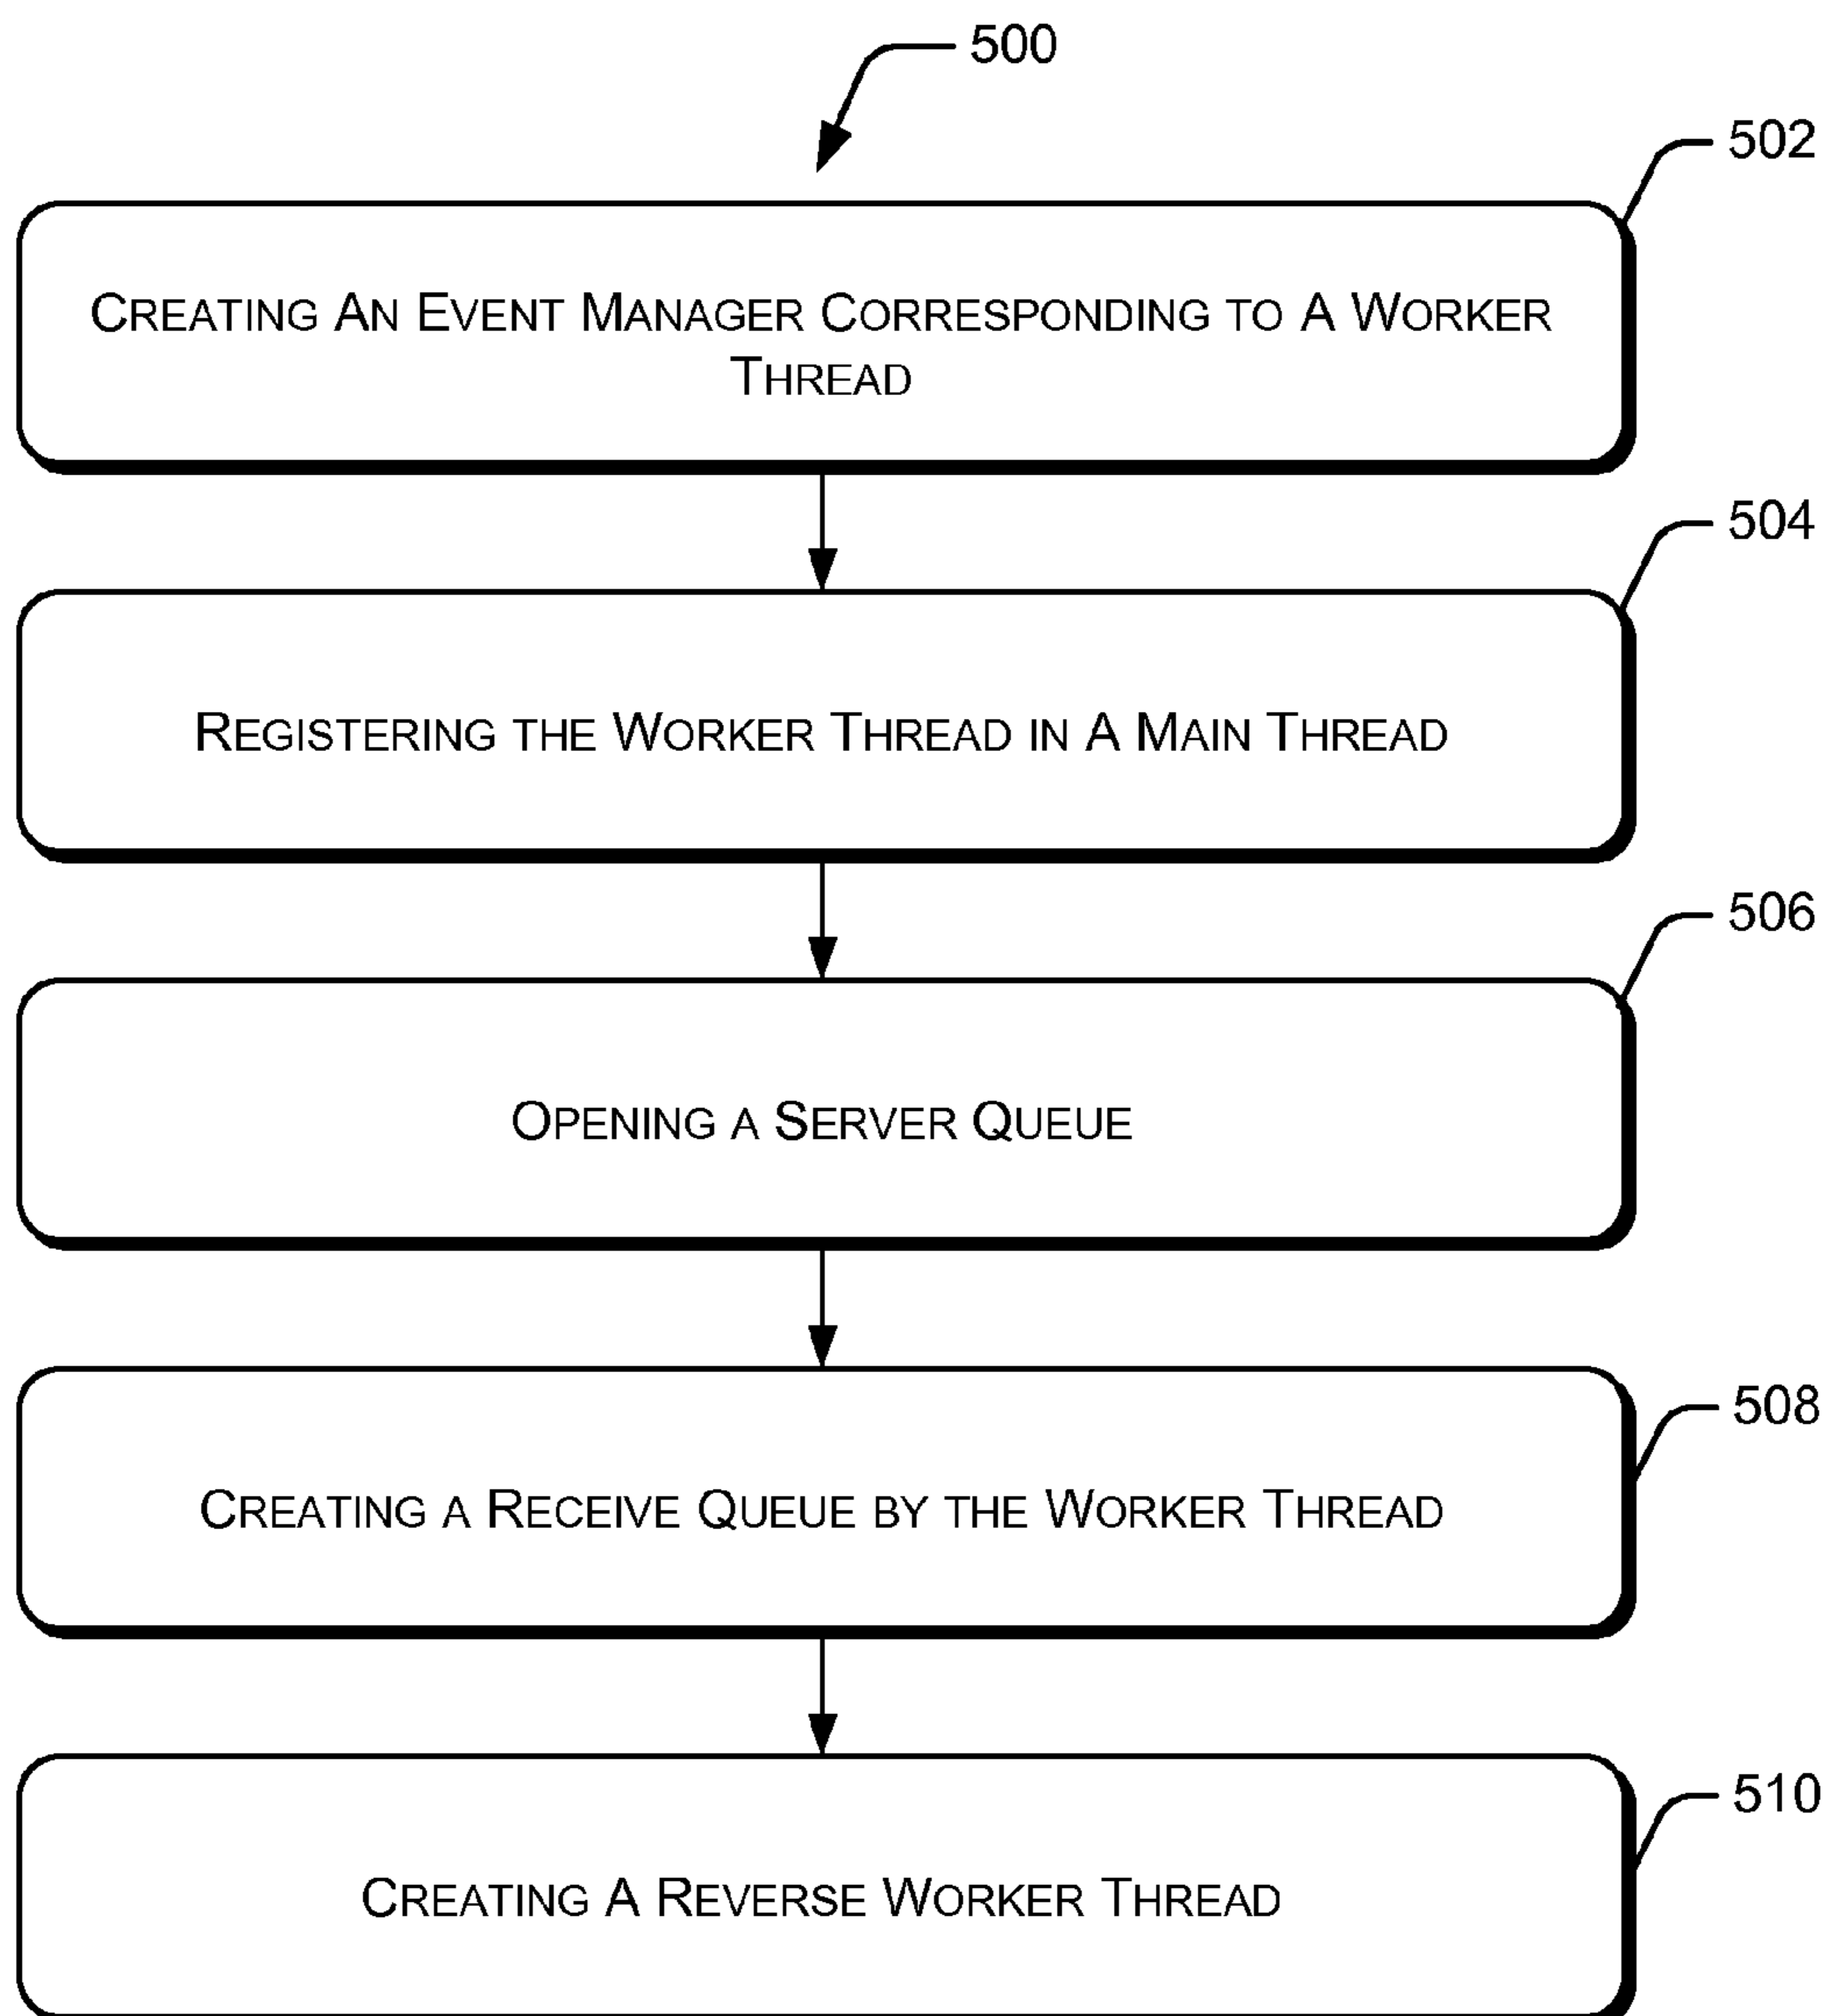 500
502
CREATING AN EVENT MANAGER CORRESPONDING TO A WORKER
THREAD
504
REGISTERING THE WORKER THREAD IN A MAIN THREAD
506
OPENING A SERVER QUEUE
508
CREATING A RECEIVE QUEUE BY THE WORKER THREAD
510
CREATING A REVERSE WORKER THREAD